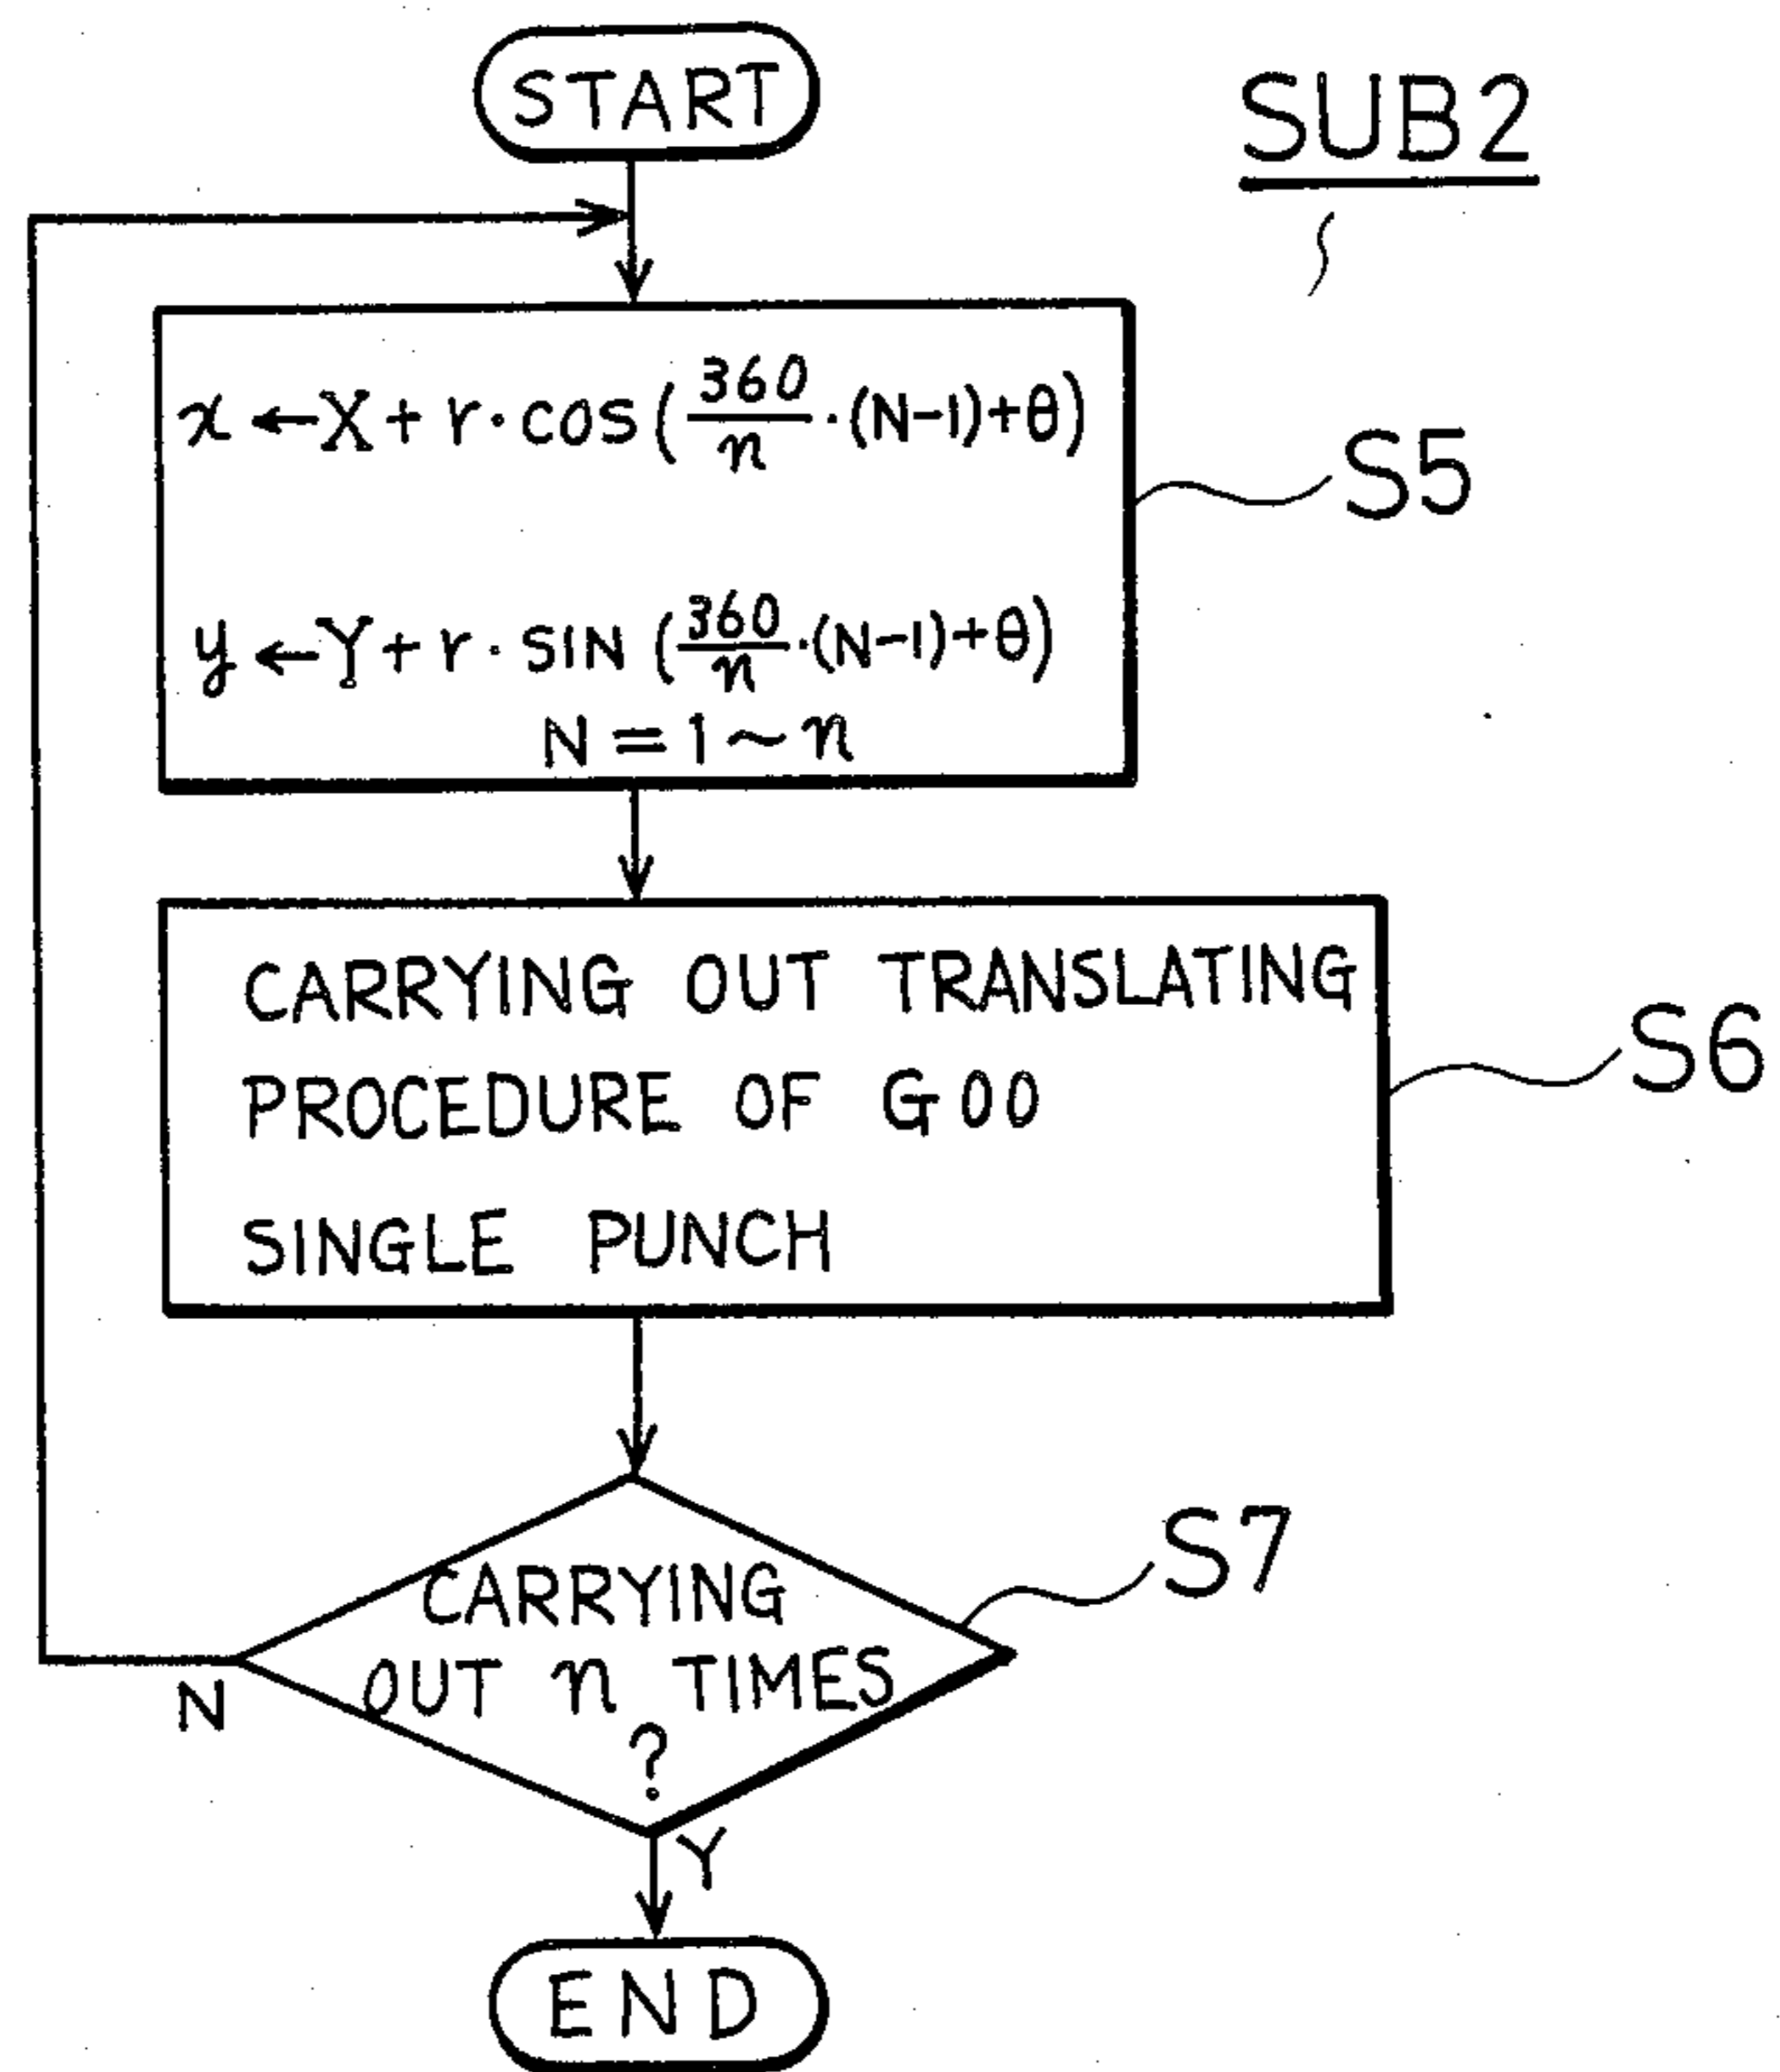 START
SUB2
x ← X + r · COS ( 360/n · (N-1) + θ )
S5
y ← Y + r · SIN ( 360/n · (N-1) + θ )
N = 1 ~ n
CARRYING OUT TRANSLATING
PROCEDURE OF G00
S6
SINGLE PUNCH
S7
CARRYING
OUT n TIMES
N
?
Y
END